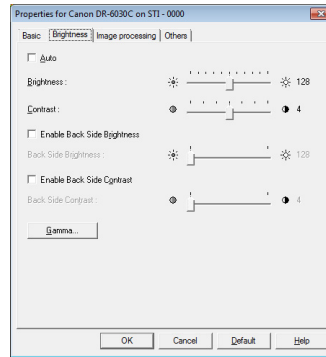 Properties for Canon DR-6030C on STI - 0000
Basic Brightness Image processing Others
Auto
Brightness : 128
Contrast : 4
Enable Back Side Brightness
Back Side Brightness : 128
Enable Back Side Contrast
Back Side Contrast : 4
Gamma...
OK Cancel Default Help